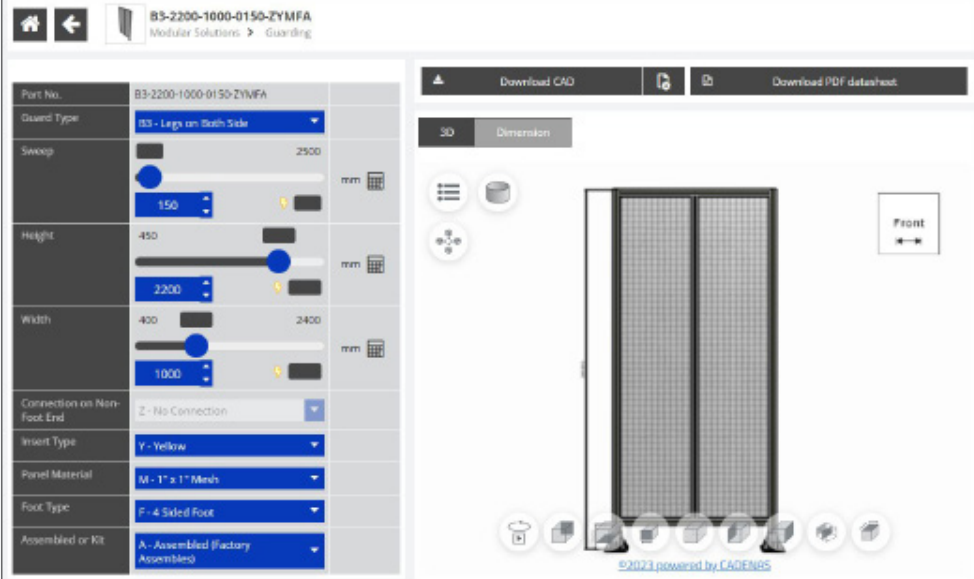 B3-2200-1000-0150-ZYMFA
Modular Solutions > Guarding
Part No.
B3-2200-1000-0150-ZYMFA
Guard Type
B3 - Legs on Both Side
Sweep
2500
150
mm
Height
450
2200
mm
Width
400
2400
1000
mm
Connection on Non-
Foot End
Z - No Connection
Insert Type
Y - Yellow
Panel Material
M - 1" x 1" Mesh
Foot Type
F - 4 Sided Foot
Assembled or Kit
A - Assembled (Factory
Assembles)
Download CAD
Download PDF datasheet
3D
Dimension
Front
©2023 powered by CADENAS